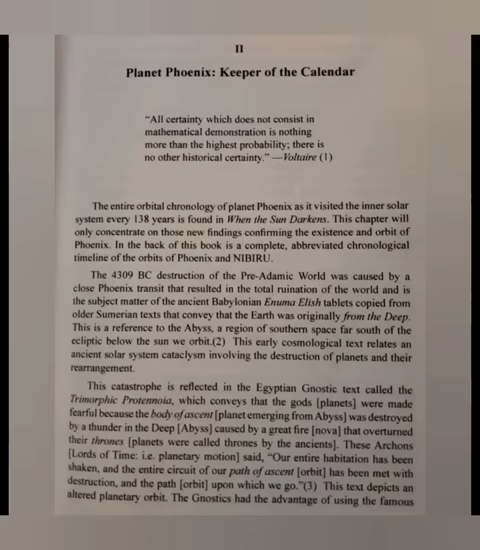 II
Planet Phoenix: Keeper of the Calendar
“All certainty which does not consist in
mathematical demonstration is nothing
more than the highest probability; there is
no other historical certainty.” —Voltaire (1)
The entire orbital chronology of planet Phoenix as it visited the inner solar
system every 138 years is found in When the Sun Darkens. This chapter will
only concentrate on those new findings confirming the existence and orbit of
Phoenix. In the back of this book is a complete, abbreviated chronological
timeline of the orbits of Phoenix and NIBIRU.
The 4309 BC destruction of the Pre-Adamic World was caused by a
close Phoenix transit that resulted in the total ruination of the world and is
the subject matter of the ancient Babylonian Enuma Elish tablets copied from
older Sumerian texts that convey that the Earth was originally from the Deep.
This is a reference to the Abyss, a region of southern space far south of the
ecliptic below the sun we orbit.(2) This early cosmological text relates an
ancient solar system cataclysm involving the destruction of planets and their
rearrangement.
This catastrophe is reflected in the Egyptian Gnostic text called the
Trimorphic Protennoia, which conveys that the gods [planets] were made
fearful because the body of ascent [planet emerging from Abyss] was destroyed
by a thunder in the Deep [Abyss] caused by a great fire [nova] that overturned
their thrones [planets were called thrones by the ancients]. These Archons
[Lords of Time: i.e. planetary motion] said, “Our entire habitation has been
shaken, and the entire circuit of our path of ascent [orbit] has been met with
destruction, and the path [orbit] upon which we go.”(3) This text depicts an
altered planetary orbit. The Gnostics had the advantage of using the famous